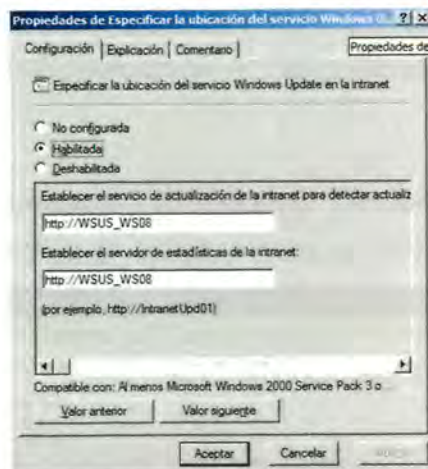 Propiedades de Especificar la ubicación del servicio Windows U... ? X
Configuración Explicación Comentario
Propiedades de
Especificar la ubicación del servicio Windows Update en la intranet
No configurada
Habilitada
Deshabilitada
Establecer el servicio de actualización de la intranet para detectar actualiz
http://WSUS_WS08
Establecer el servidor de estadísticas de la intranet:
http://WSUS_WS08
(por ejemplo, http://IntranetUpd01)
Compatible con: Al menos Microsoft Windows 2000 Service Pack 3 o ...
Valor anterior Valor siguiente
Aceptar Cancelar